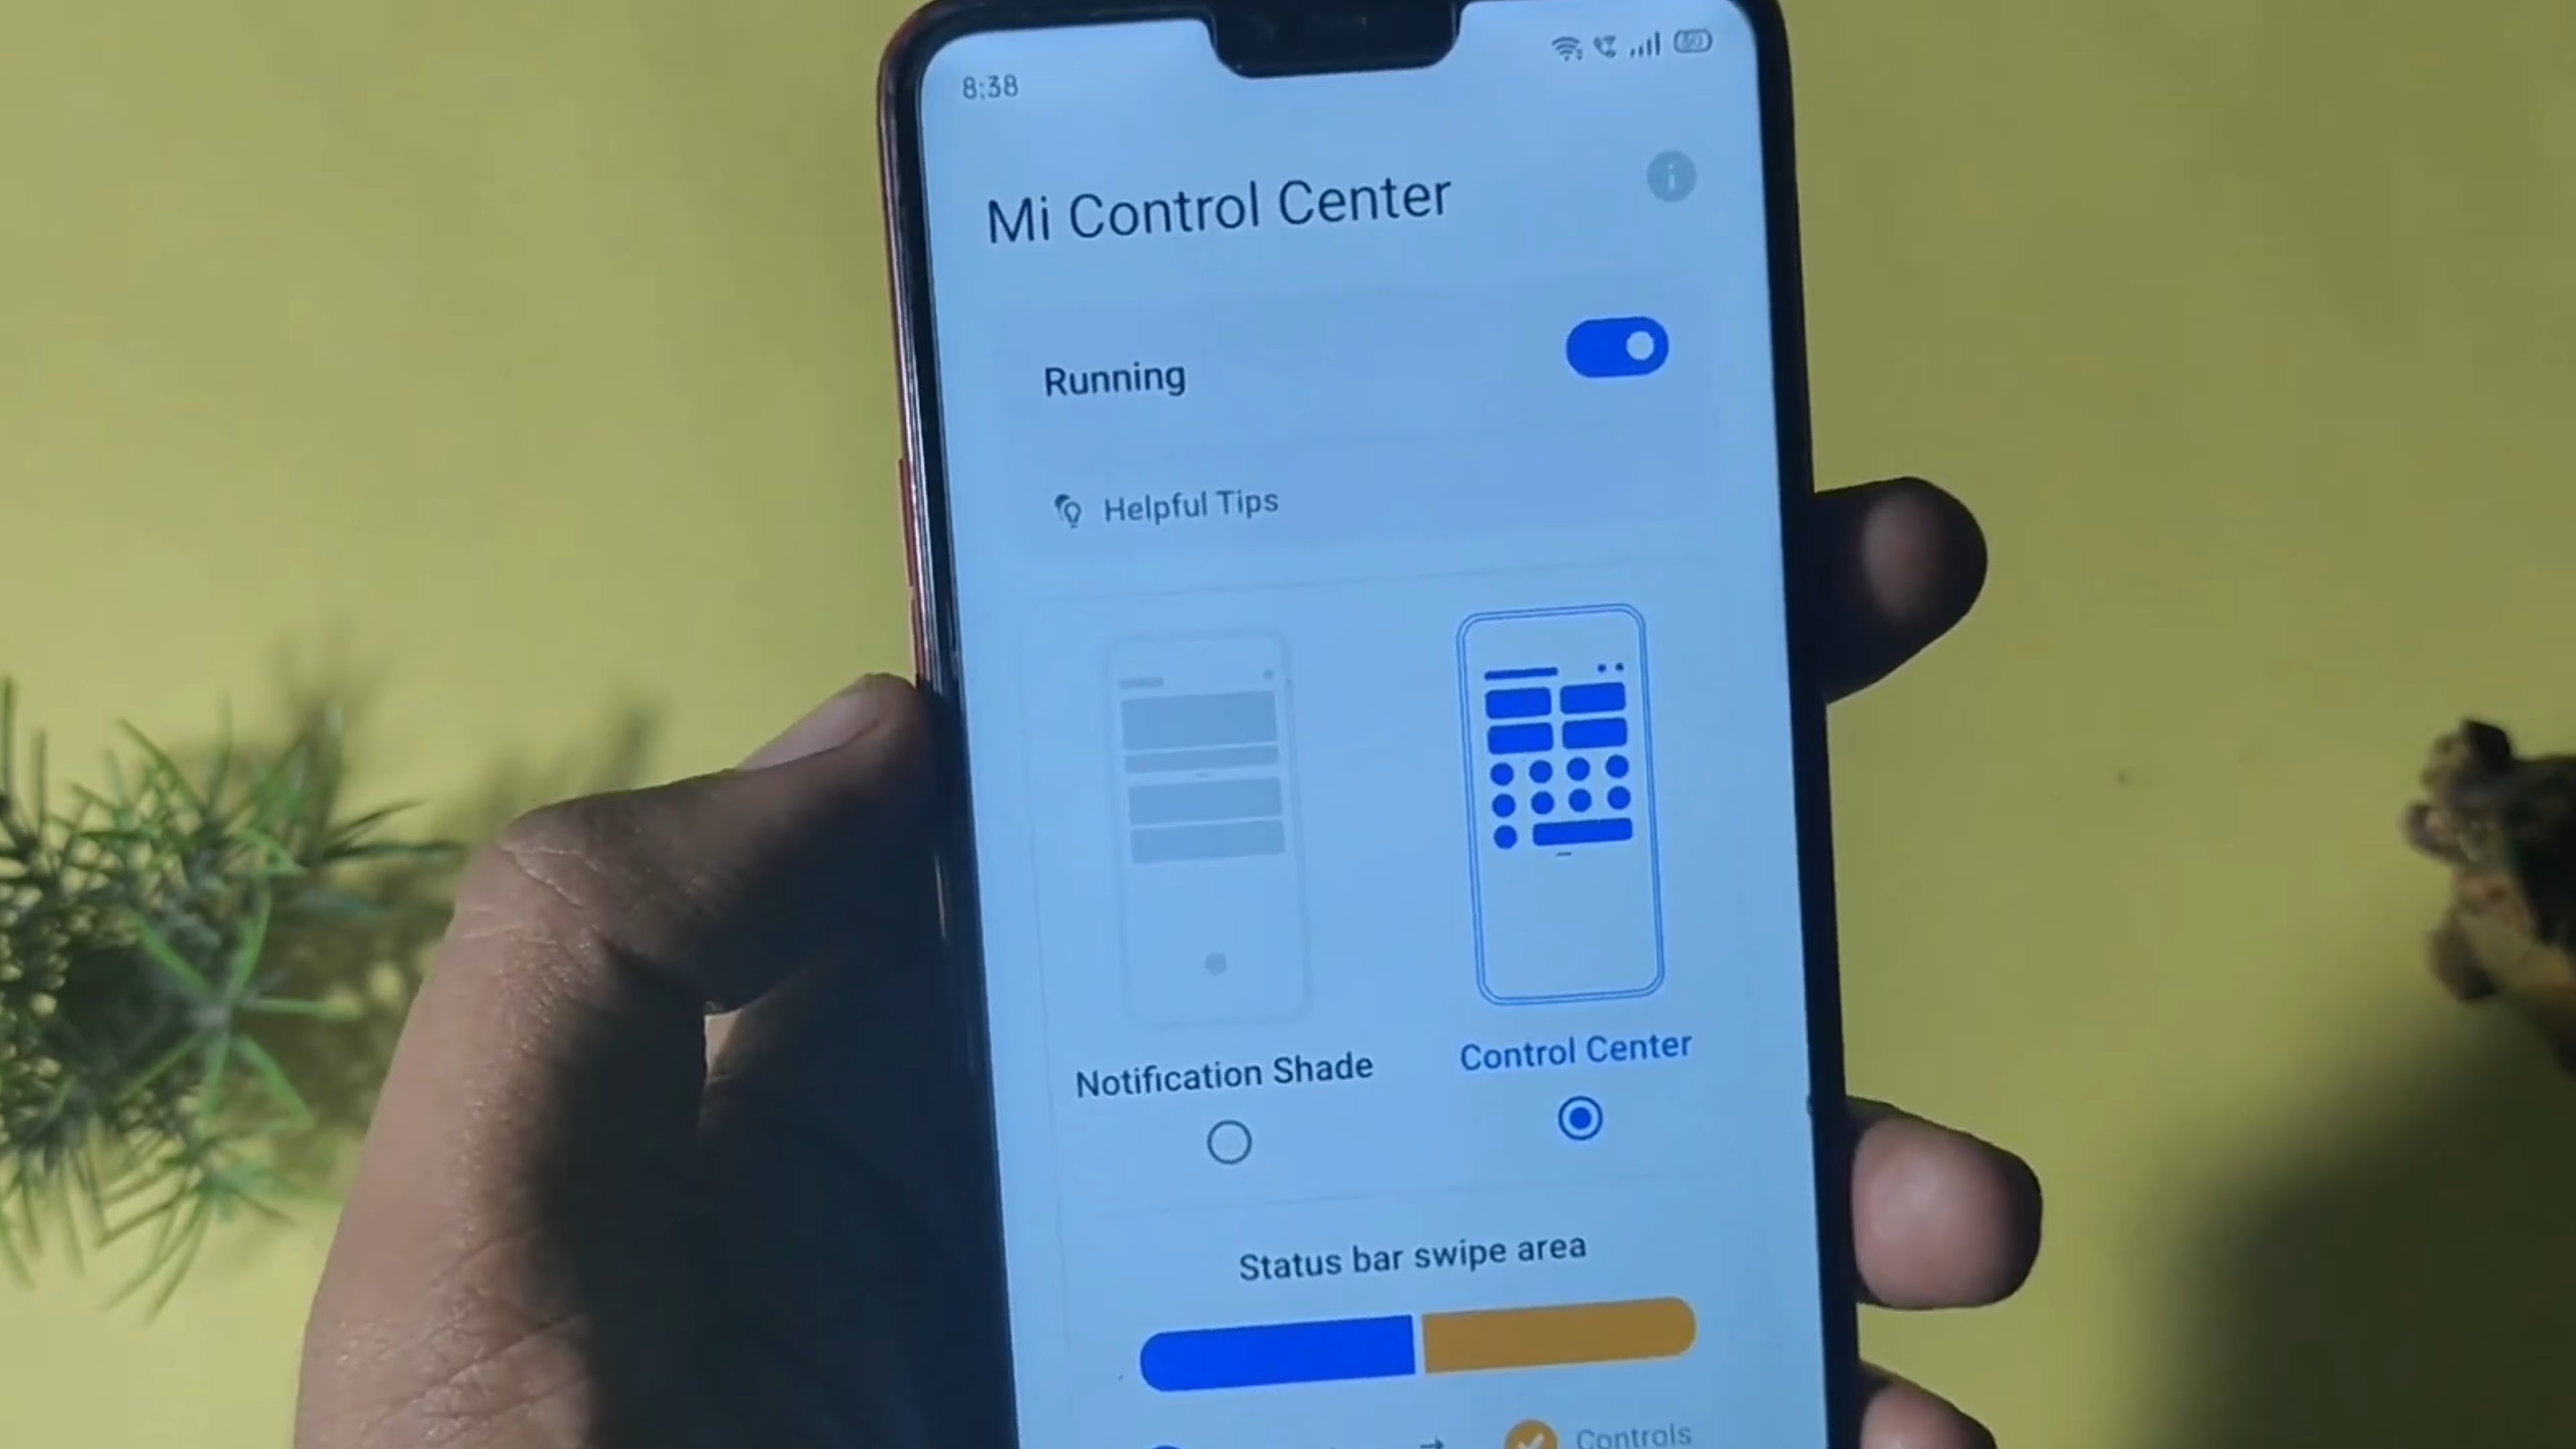 8:38
Mi Control Center
Running
Helpful Tips
Notification Shade
Control Center
Status bar swipe area
Controls